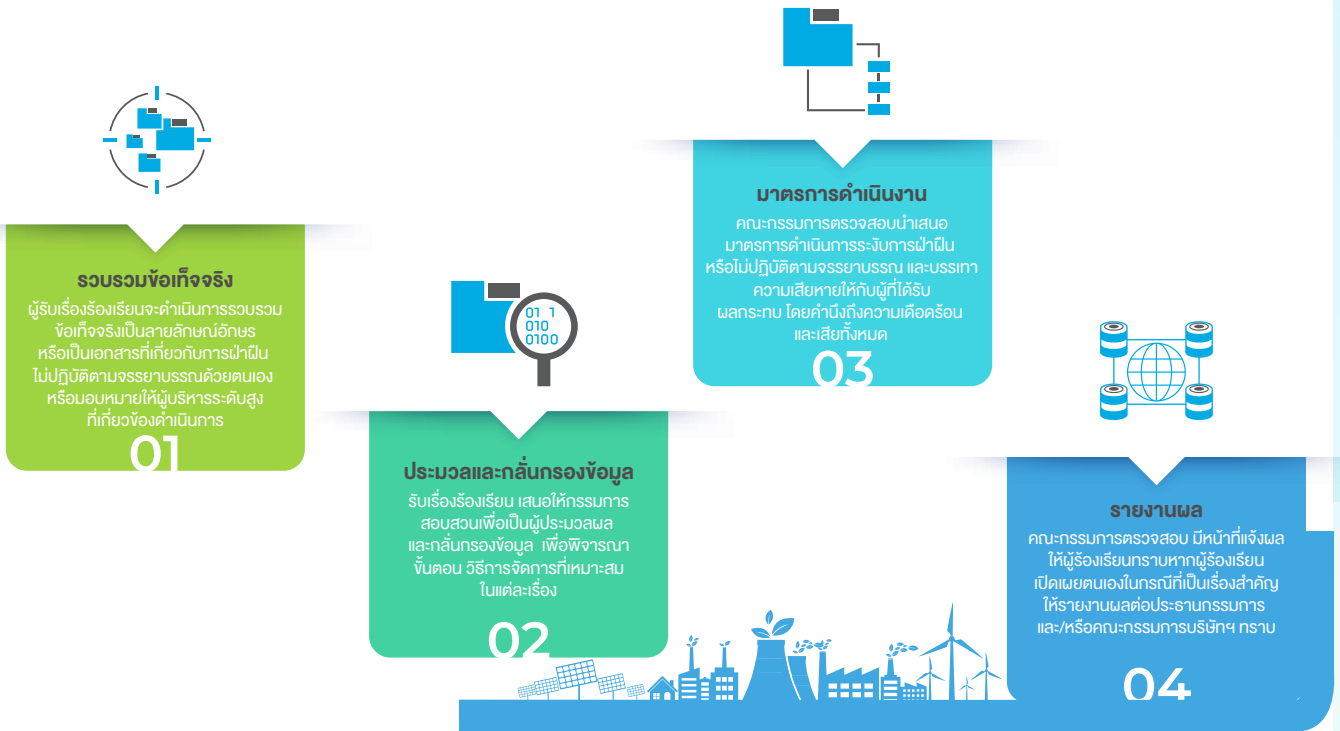 รวบรวมข้อเท็จจริง
ผู้รับเรื่องร้องเรียนจะดำเนินการรวบรวม
ข้อเท็จจริงเป็นลายลักษณ์อักษร
หรือเป็นเอกสารที่เกี่ยวกับการฝ่าฝืน
ไม่ปฏิบัติตามจรรยาบรรณด้วยตนเอง
หรือมอบหมายให้ผู้บริหารระดับสูง
ที่เกี่ยวข้องดำเนินการ
01
01 1
010
0100
ประมวลและกลั่นกรองข้อมูล
รับเรื่องร้องเรียน เสนอให้กรรมการ
สอบสวนเพื่อเป็นผู้ประมวลผล
และกลั่นกรองข้อมูล เพื่อพิจารณา
ขั้นตอน วิธีการจัดการที่เหมาะสม
ในแต่ละเรื่อง
02
มาตรการดำเนินงาน
คณะกรรมการตรวจสอบนำเสนอ
มาตรการดำเนินการระงับการฝ่าฝืน
หรือไม่ปฏิบัติตามจรรยาบรรณ และบรรเทา
ความเสียหายให้กับผู้ที่ได้รับ
ผลกระทบ โดยคำนึงถึงความเดือดร้อน
และเสียทั้งหมด
03
รายงานผล
คณะกรรมการตรวจสอบ มีหน้าที่แจ้งผล
ให้ผู้ร้องเรียนทราบหากผู้ร้องเรียน
เปิดเผยตนเองในกรณีที่เป็นเรื่องสำคัญ
ให้รายงานผลต่อประธานกรรมการ
และ/หรือคณะกรรมการบริษัทฯ ทราบ
04